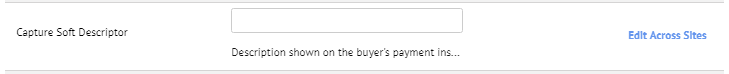 Capture Soft Descriptor
Edit Across Sites
Description shown on the buyer's payment ins...